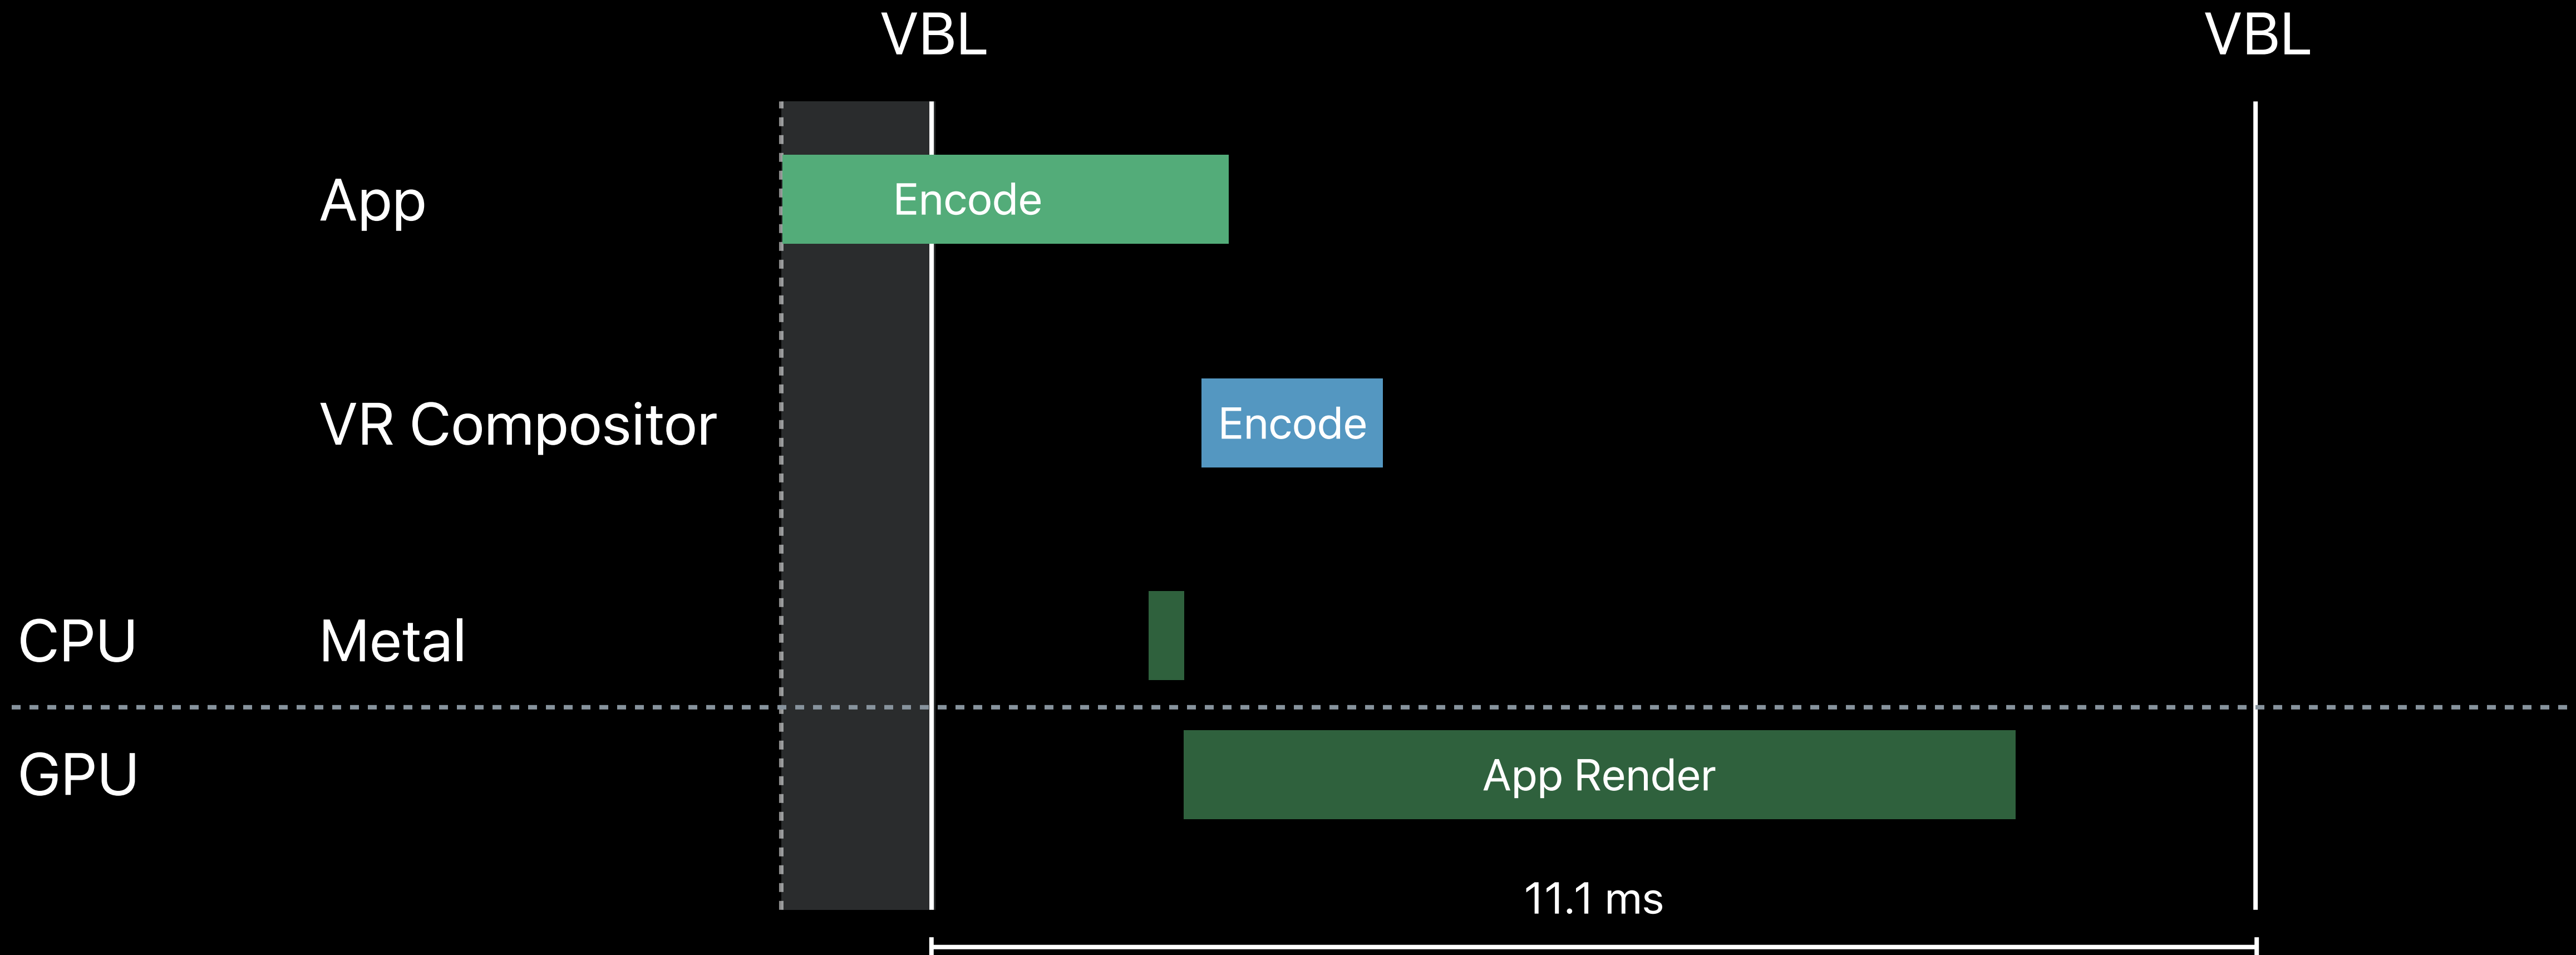 VBL
VBL
App
Encode
VR Compositor
Encode
CPU
Metal
GPU
App Render
11.1 ms